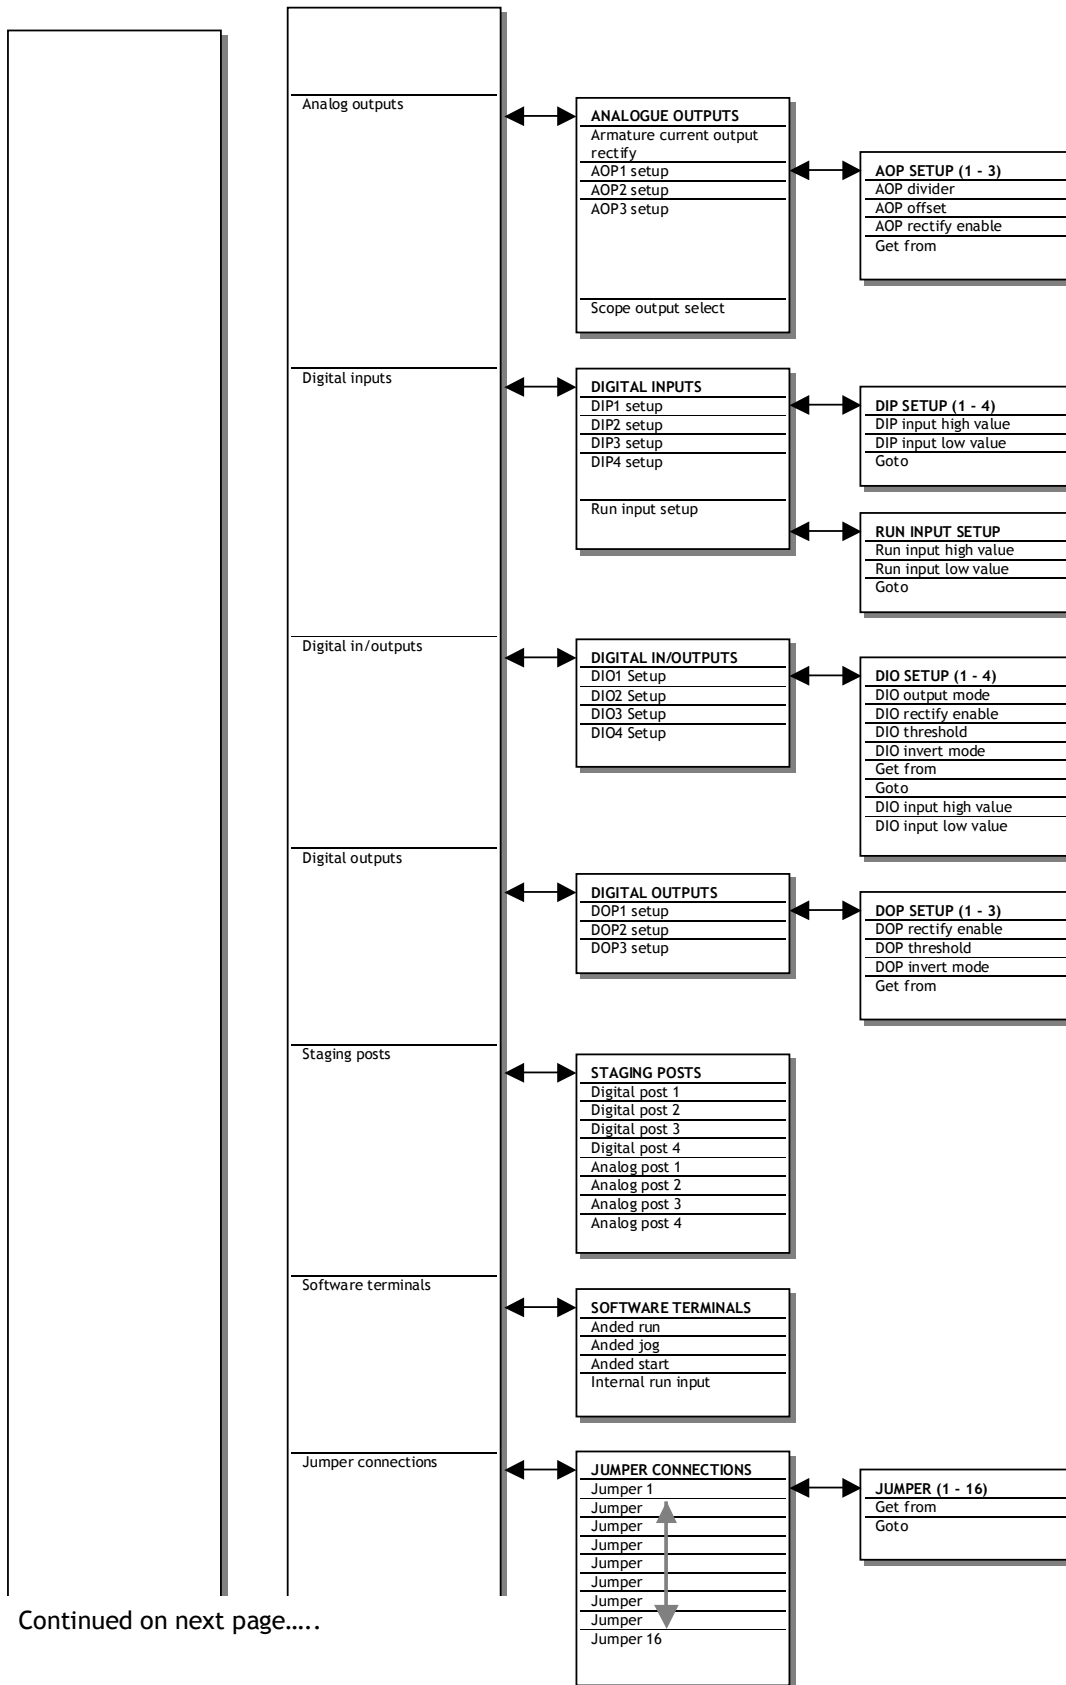 Analog outputs
ANALOGUE OUTPUTS
Armature current output
rectify
AOP1 setup
AOP2 setup
AOP3 setup
Scope output select
AOP SETUP (1 - 3)
AOP divider
AOP offset
AOP rectify enable
Get from
Digital inputs
DIGITAL INPUTS
DIP1 setup
DIP2 setup
DIP3 setup
DIP4 setup
Run input setup
DIP SETUP (1 - 4)
DIP input high value
DIP input low value
Goto
RUN INPUT SETUP
Run input high value
Run input low value
Goto
Digital in/outputs
DIGITAL IN/OUTPUTS
DIO1 Setup
DIO2 Setup
DIO3 Setup
DIO4 Setup
DIO SETUP (1 - 4)
DIO output mode
DIO rectify enable
DIO threshold
DIO invert mode
Get from
Goto
DIO input high value
DIO input low value
Digital outputs
DIGITAL OUTPUTS
DOP1 setup
DOP2 setup
DOP3 setup
DOP SETUP (1 - 3)
DOP rectify enable
DOP threshold
DOP invert mode
Get from
Staging posts
STAGING POSTS
Digital post 1
Digital post 2
Digital post 3
Digital post 4
Analog post 1
Analog post 2
Analog post 3
Analog post 4
Software terminals
SOFTWARE TERMINALS
Anded run
Anded jog
Anded start
Internal run input
Jumper connections
JUMPER CONNECTIONS
Jumper 1
Jumper
Jumper
Jumper
Jumper
Jumper
Jumper
Jumper
Jumper 16
JUMPER (1 - 16)
Get from
Goto
Continued on next page…..